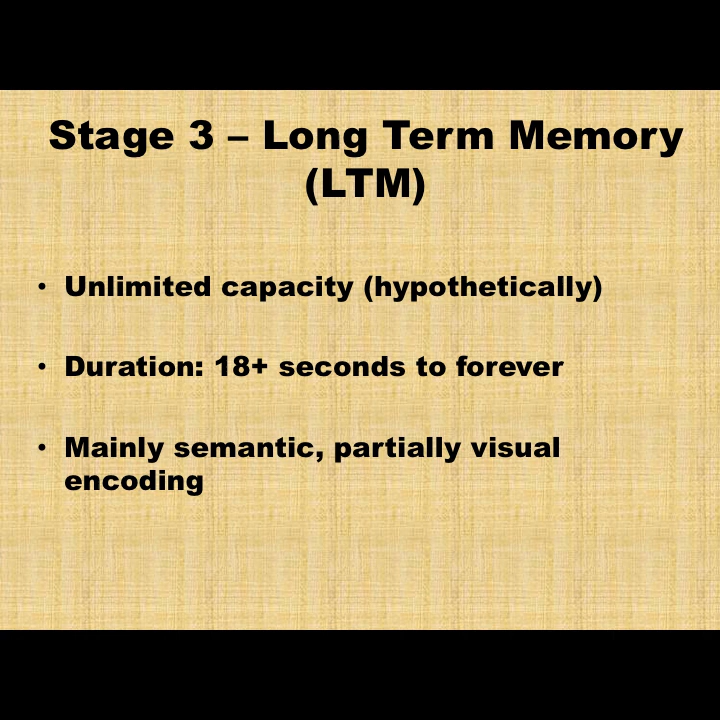 Stage 3 – Long Term Memory
(LTM)
• Unlimited capacity (hypothetically)
• Duration: 18+ seconds to forever
• Mainly semantic, partially visual
encoding